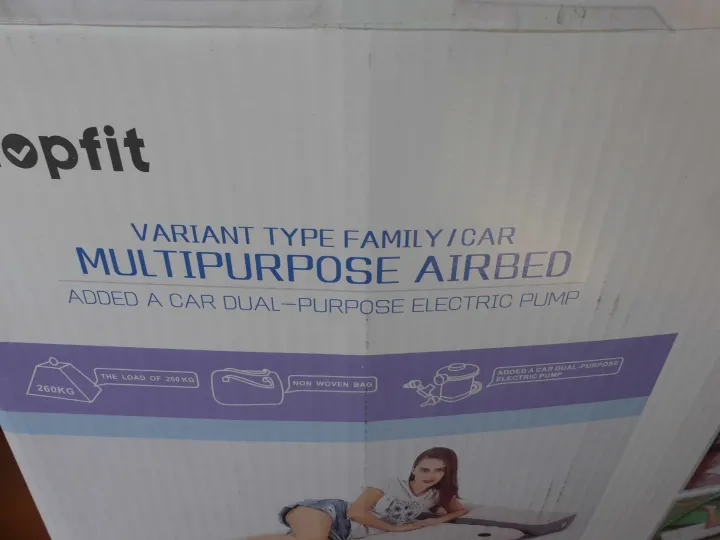 opfit
VARIANT TYPE FAMILY/CAR
MULTIPURPOSE AIRBED
ADDED A CAR DUAL-PURPOSE ELECTRIC PUMP
260KG
THE LOAD OF 260KG
NON WOVEN BAG
ADDED A CAR DUAL-PURPOSE
ELECTRIC PUMP